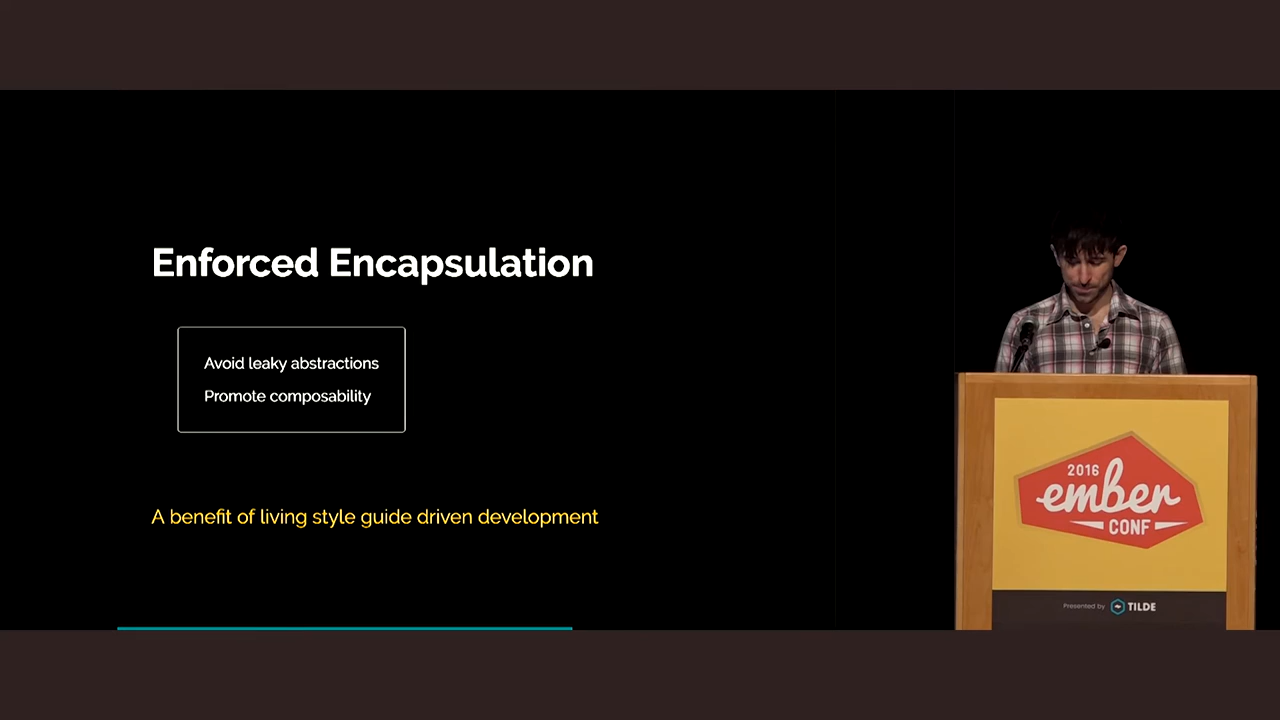 Enforced Encapsulation
Avoid leaky abstractions
Promote composability
A benefit of living style guide driven development
2016
ember
CONF
Presented by TILDE